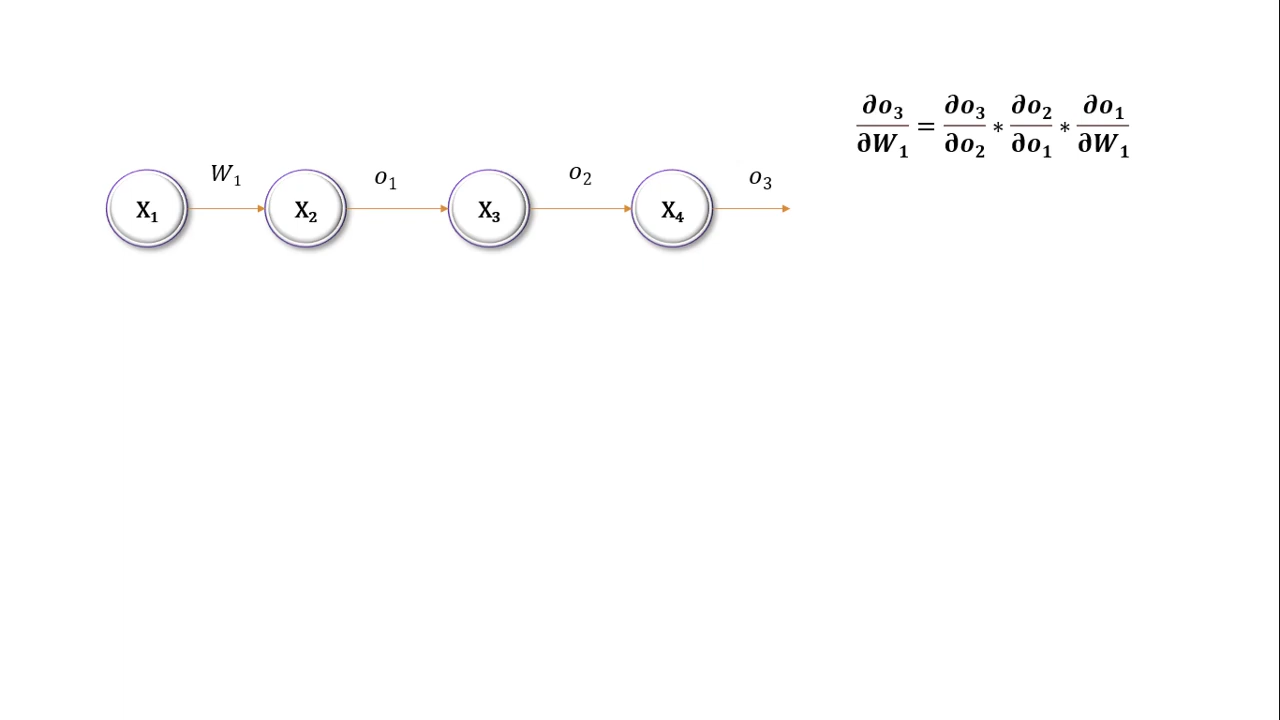 ∂o₃/∂W₁ = ∂o₃/∂o₂ * ∂o₂/∂o₁ * ∂o₁/∂W₁
W₁ o₁ o₂ o₃
X₁ X₂ X₃ X₄